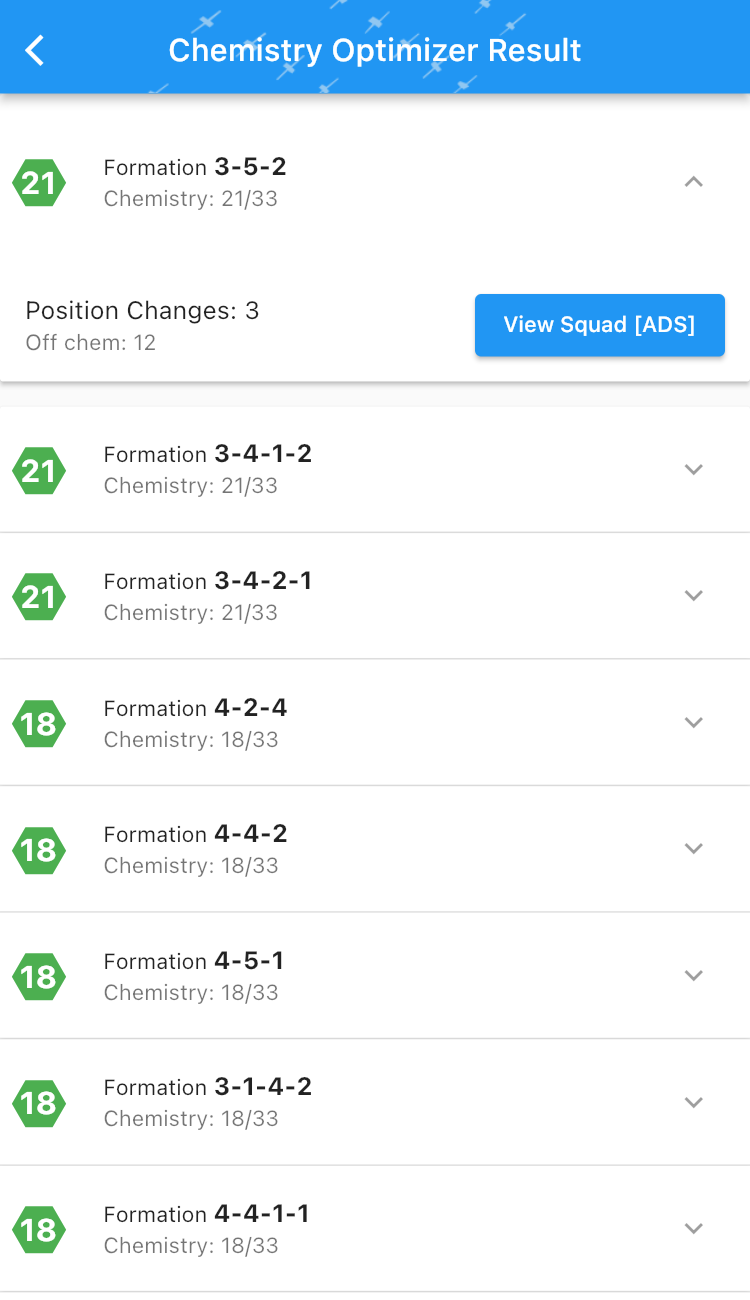 Chemistry Optimizer Result
21
Formation 3-5-2
Chemistry: 21/33
Position Changes: 3
Off chem: 12
View Squad [ADS]
21
Formation 3-4-1-2
Chemistry: 21/33
21
Formation 3-4-2-1
Chemistry: 21/33
18
Formation 4-2-4
Chemistry: 18/33
18
Formation 4-4-2
Chemistry: 18/33
18
Formation 4-5-1
Chemistry: 18/33
18
Formation 3-1-4-2
Chemistry: 18/33
18
Formation 4-4-1-1
Chemistry: 18/33